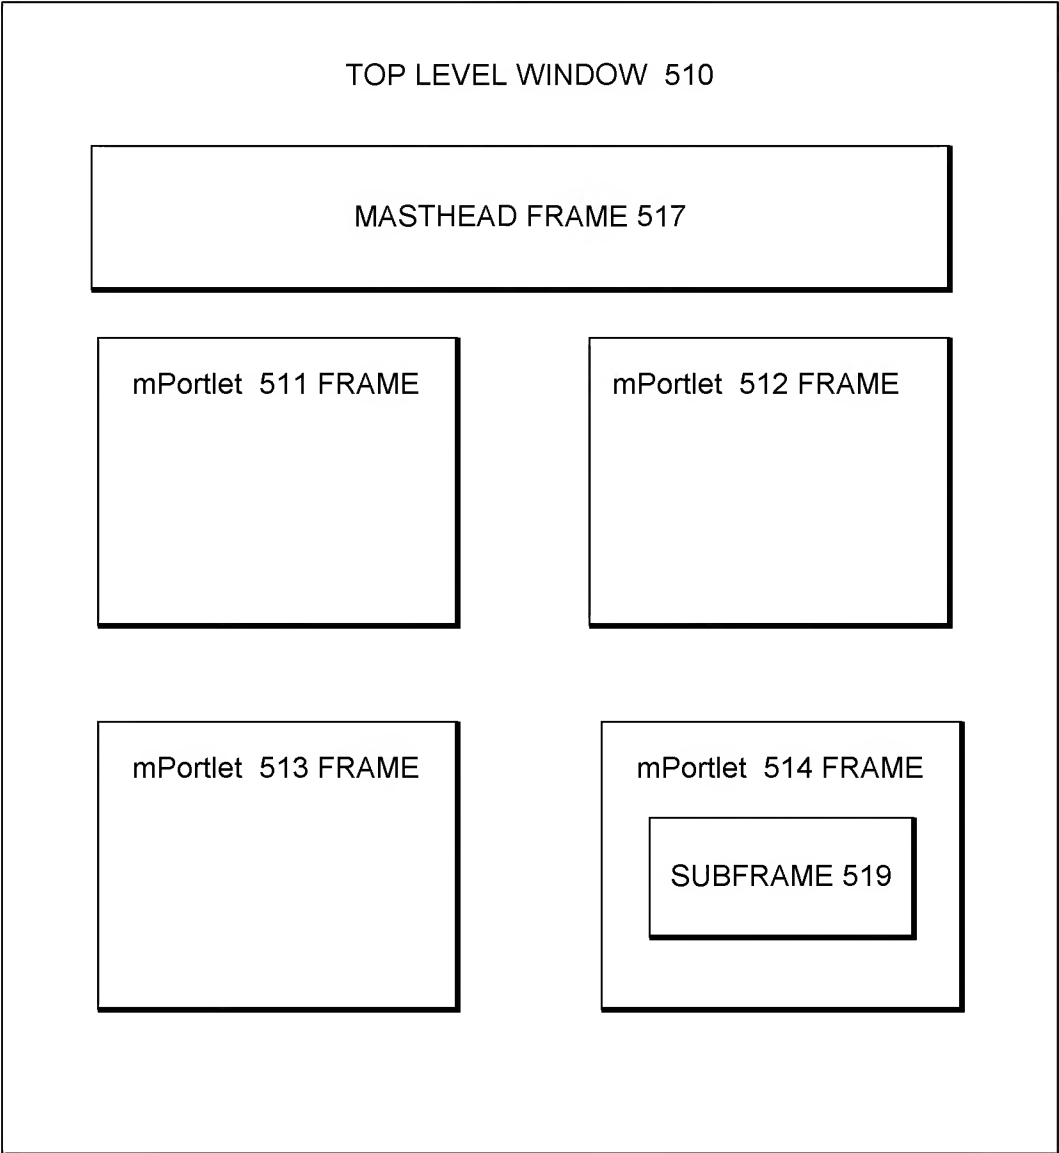 TOP LEVEL WINDOW 510
MASTHEAD FRAME 517
mPortlet 511 FRAME
mPortlet 512 FRAME
mPortlet 513 FRAME
mPortlet 514 FRAME
SUBFRAME 519